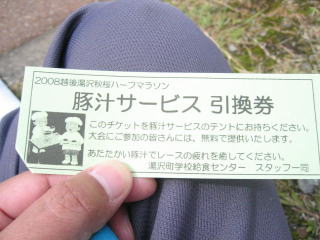 2008越後湯沢秋桜ハーフマラソン
豚汁サービス 引換券
このチケットを豚汁サービスのテントにお持ちください。
大会にご参加の皆さんには、無料で提供いたします。
あたたかい豚汁でレースの疲れを癒してください。
湯沢町学校給食センター スタッフ一同